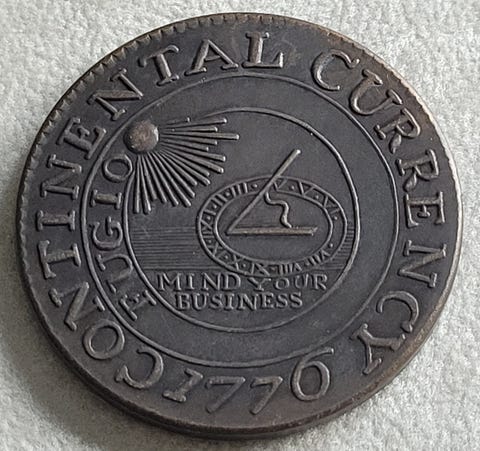 CONTINENTAL CURRENCY
1776
FUGIO
MIND YOUR
BUSINESS